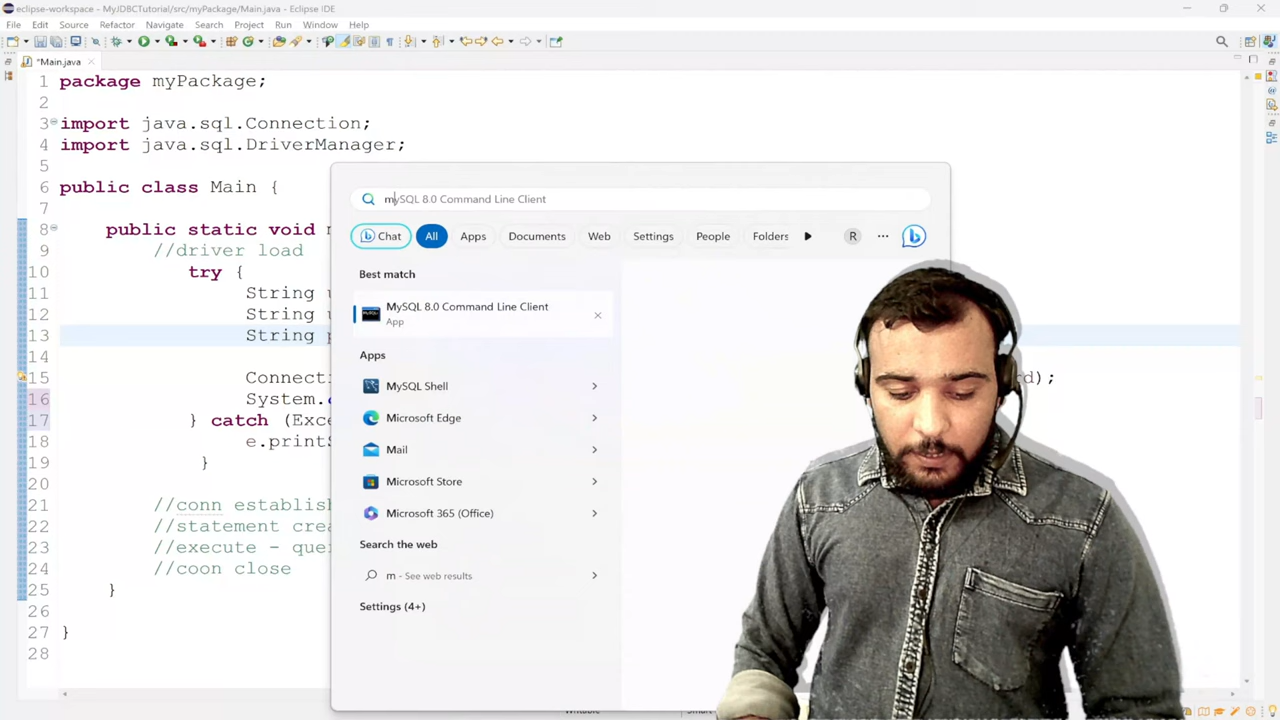 eclipse-workspace - MyJDBCTutorial/src/myPackage/Main.java - Eclipse IDE
File Edit Source Refactor Navigate Search Project Run Window Help
*Main.java
1 package myPackage;
2
3 import java.sql.Connection;
4 import java.sql.DriverManager;
5
6 public class Main {
7
8 public static void
9 //driver load
10 try {
11 String
12 String
13 String
14
15 Connecti d);
16 System.
17 } catch (Exce
18 e.printS
19 }
20
21 //conn establis
22 //statement crea
23 //execute - que
24 //coon close
25 }
26
27 }
28
mySQL 8.0 Command Line Client
Chat All Apps Documents Web Settings People Folders R
Best match
MySQL 8.0 Command Line Client
App
Apps
MySQL Shell
Microsoft Edge
Mail
Microsoft Store
Microsoft 365 (Office)
Search the web
m - See web results
Settings (4+)